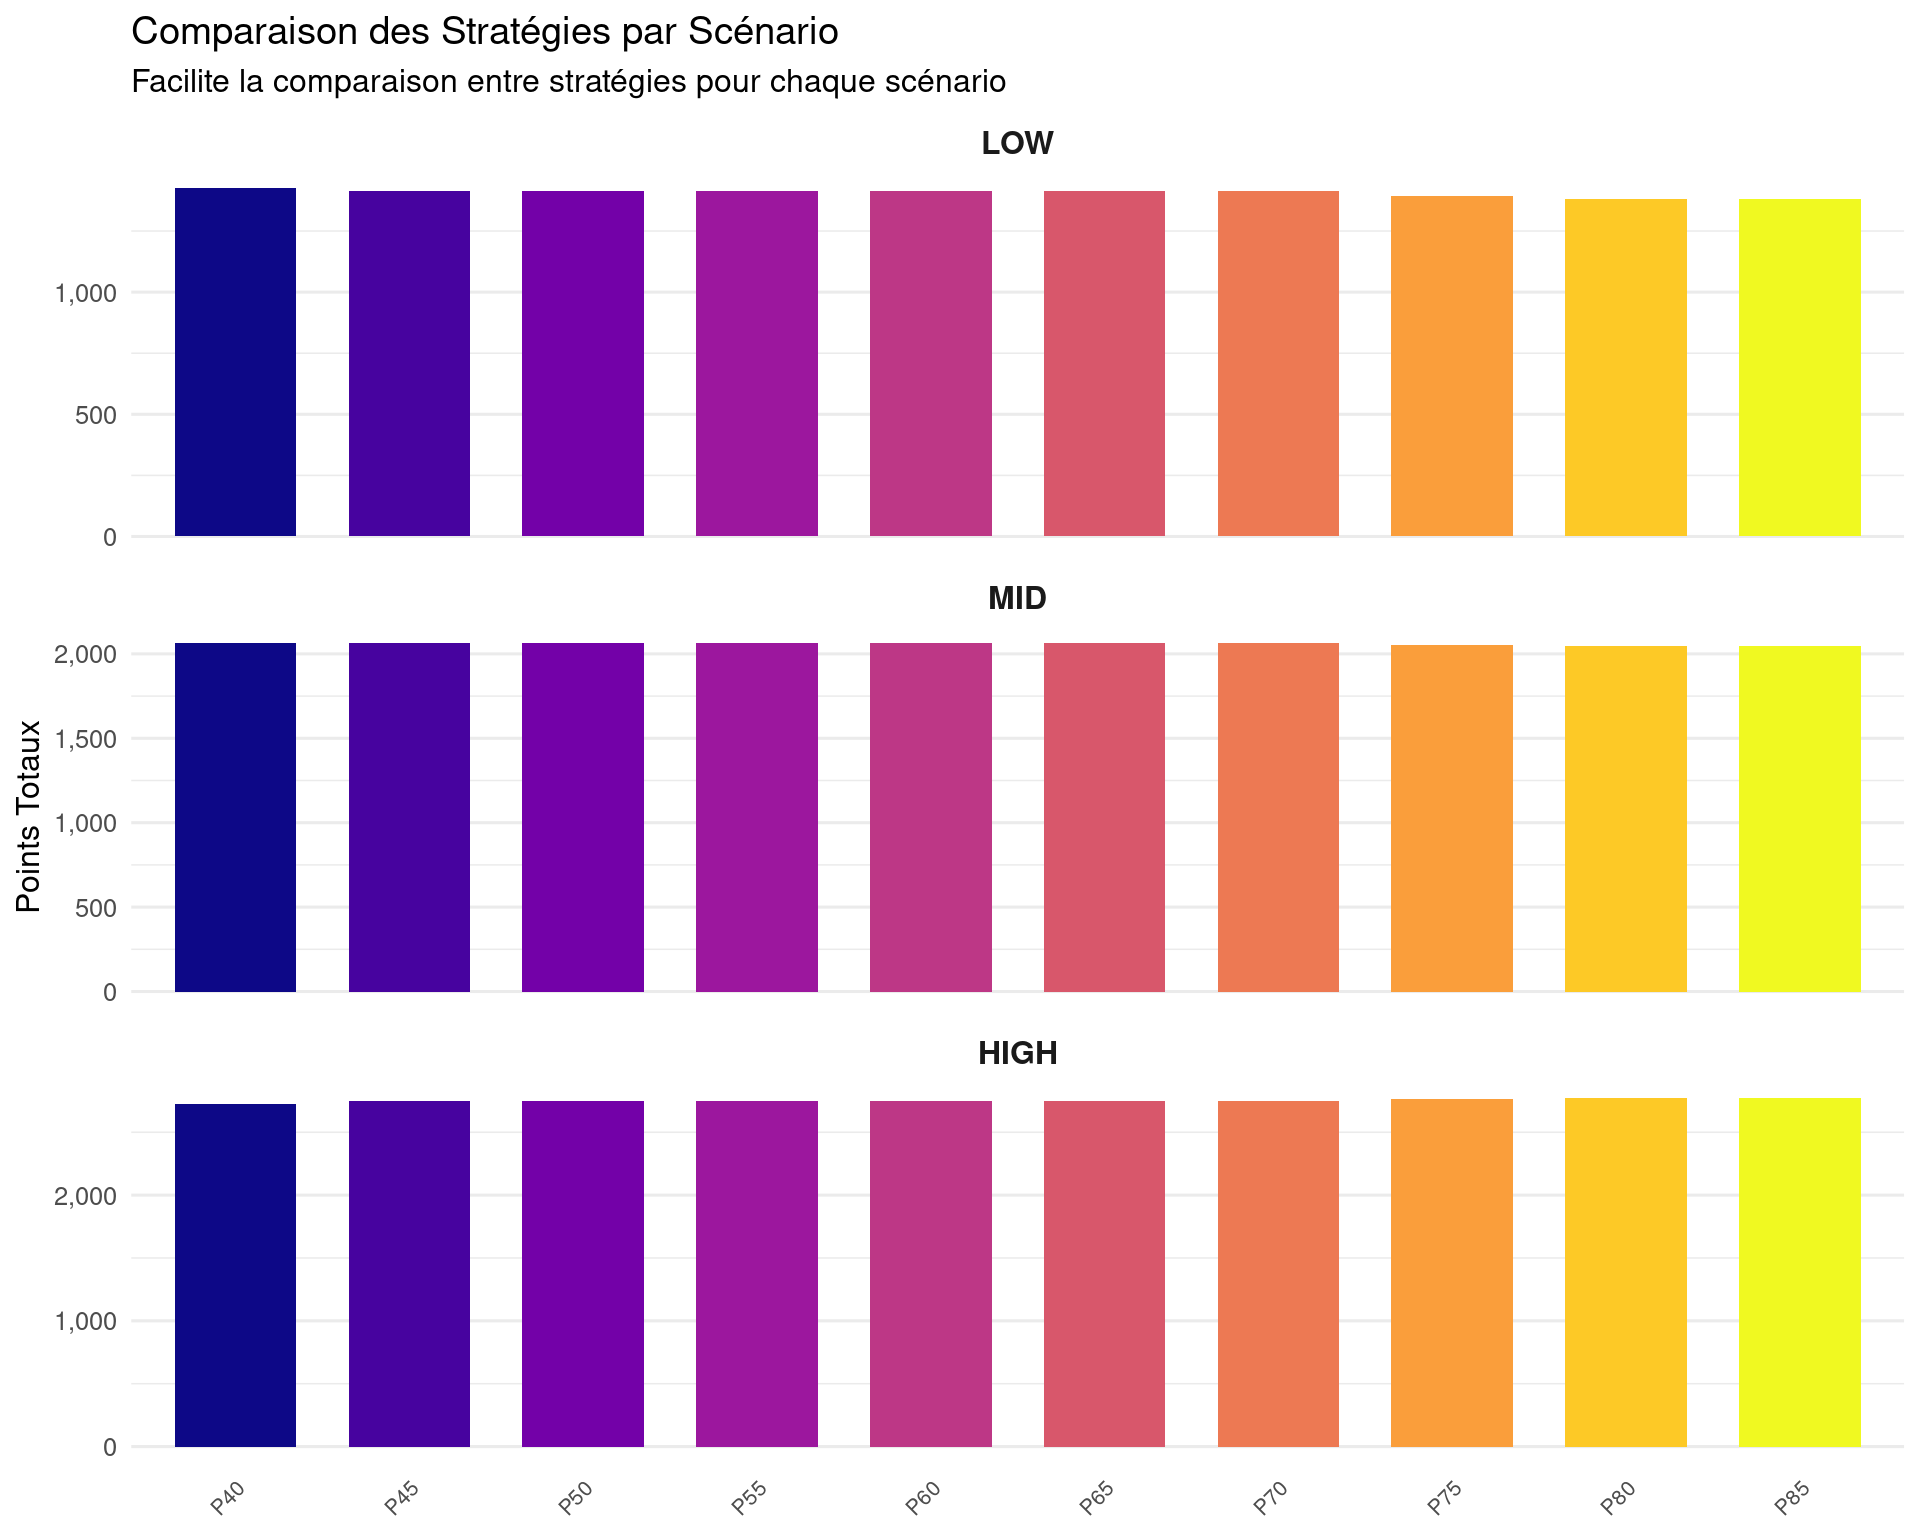 Comparaison des Stratégies par Scénario
Facilite la comparaison entre stratégies pour chaque scénario
LOW
1,000
500
0
MID
2,000
1,500
1,000
500
0
Points Totaux
HIGH
2,000
1,000
0
P40 P45 P50 P55 P60 P65 P70 P75 P80 P85